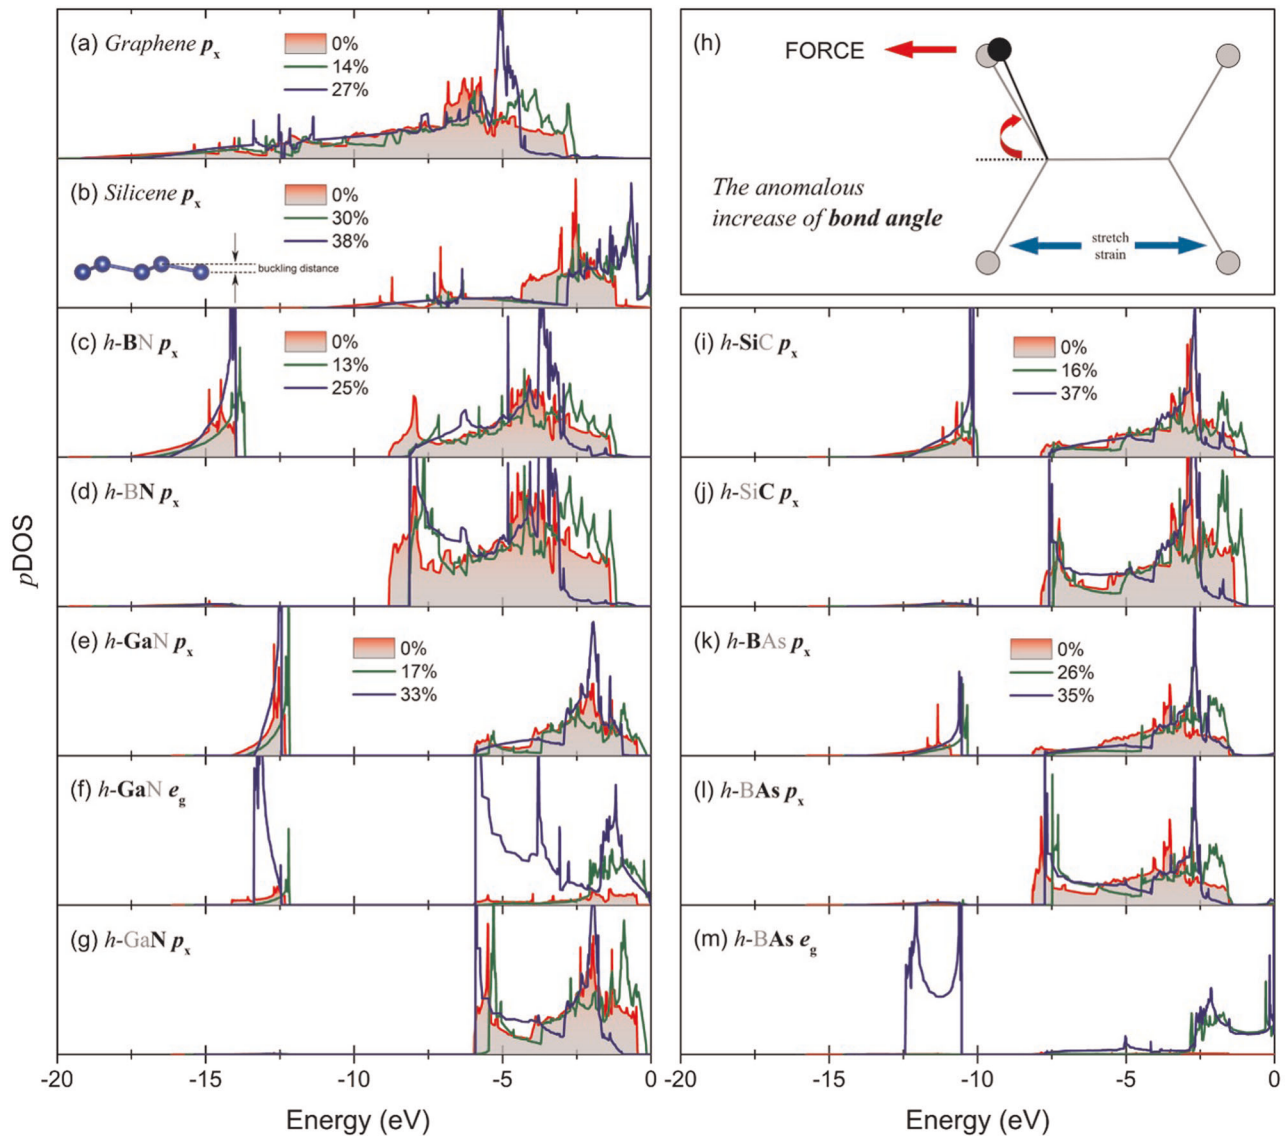 (a) Graphene px
0%
14%
27%
(b) Silicene px
0%
30%
38%
buckling distance
(c) h-BN px
0%
13%
25%
(d) h-BN px
(e) h-GaN px
0%
17%
33%
(f) h-GaN eg
(g) h-GaN px
-20
-15
-10
-5
0
Energy (eV)
pDOS
(h)
FORCE
The anomalous
increase of bond angle
stretch
strain
(i) h-SiC px
0%
16%
37%
(j) h-SiC px
(k) h-BAs px
0%
26%
35%
(l) h-BAs px
(m) h-BAs eg
-20
-15
-10
-5
0
Energy (eV)